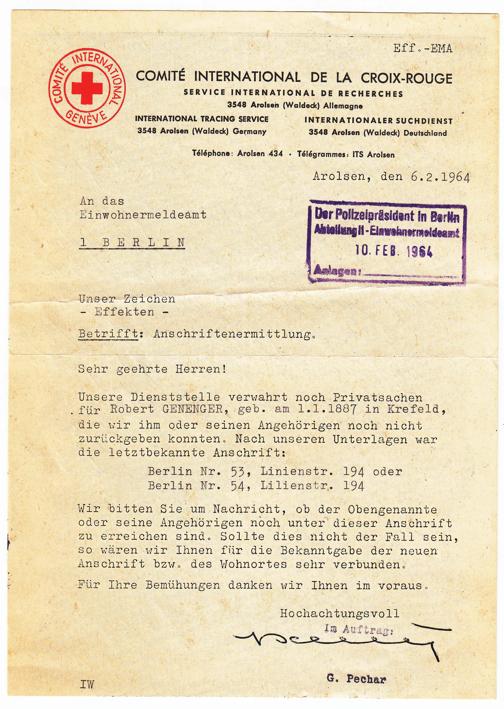 Eff.-EMA
COMITÉ INTERNATIONAL
GENÈVE
COMITÉ INTERNATIONAL DE LA CROIX-ROUGE
SERVICE INTERNATIONAL DE RECHERCHES
3548 Arolsen (Waldeck) Allemagne
INTERNATIONAL TRACING SERVICE
3548 Arolsen (Waldeck) Germany
INTERNATIONALER SUCHDIENST
3548 Arolsen (Waldeck) Deutschland
Téléphone: Arolsen 434 · Télégrammes: ITS Arolsen
Arolsen, den 6.2.1964
An das
Einwohnermeldeamt
1 BERLIN
Der Polizeipräsident in Berlin
Abteilung II - Einwohnermeldeamt
10. FEB. 1964
Anlagen:
Unser Zeichen
- Effekten -
Betrifft: Anschriftenermittlung.
Sehr geehrte Herren!
Unsere Dienststelle verwahrt noch Privatsachen
für Robert GENENGER, geb. am 1.1.1887 in Krefeld,
die wir ihm oder seinen Angehörigen noch nicht
zurückgeben konnten. Nach unseren Unterlagen war
die letztbekannte Anschrift:
Berlin Nr. 53, Linienstr. 194 oder
Berlin Nr. 54, Lilienstr. 194
Wir bitten Sie um Nachricht, ob der Obengenannte
oder seine Angehörigen noch unter dieser Anschrift
zu erreichen sind. Sollte dies nicht der Fall sein,
so wären wir Ihnen für die Bekanntgabe der neuen
Anschrift bzw. des Wohnortes sehr verbunden.
Für Ihre Bemühungen danken wir Ihnen im voraus.
Hochachtungsvoll
Im Auftrag:
G. Pechar
IW